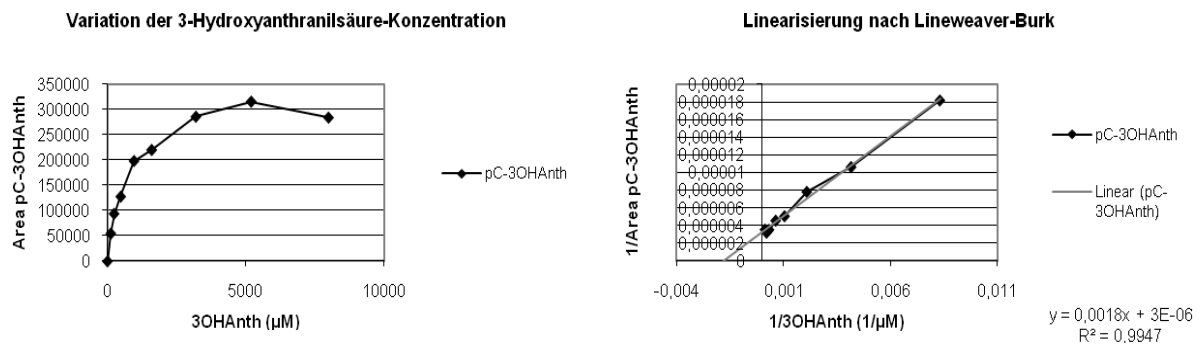 Variation der 3-Hydroxyanthranilsäure-Konzentration
Area pC-3OHAnth
350000
300000
250000
200000
150000
100000
50000
0
0 5000 10000
3OHAnth (µM)
pC-3OHAnth
Linearisierung nach Lineweaver-Burk
1/Area pC-3OHAnth
0,00002
0,000018
0,000016
0,000014
0,000012
0,00001
0,000008
0,000006
0,000004
0,000002
0
-0,004 0,001 0,006 0,011
1/3OHAnth (1/µM)
pC-3OHAnth
Linear (pC-
3OHAnth)
y = 0,0018x + 3E-06
R² = 0,9947